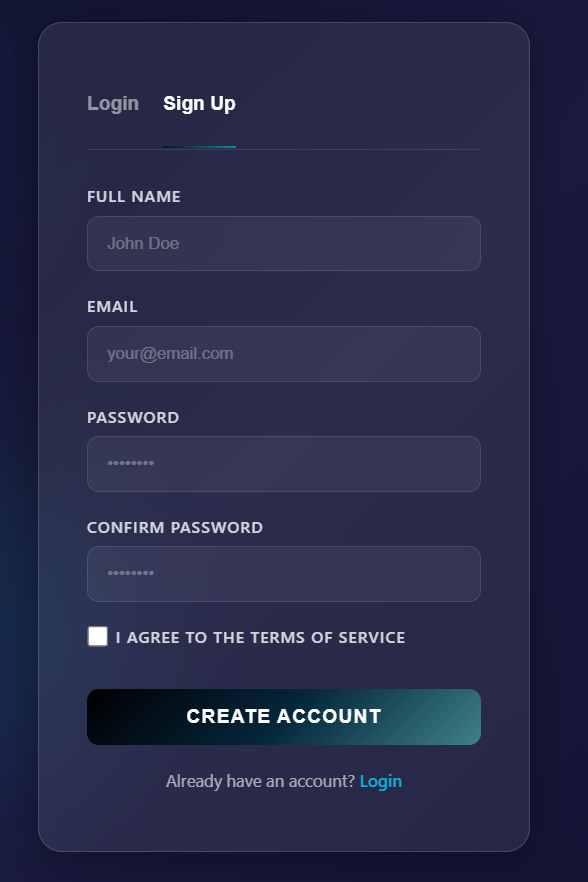 Login Sign Up
FULL NAME
John Doe
EMAIL
your@email.com
PASSWORD
••••••••
CONFIRM PASSWORD
••••••••
I AGREE TO THE TERMS OF SERVICE
CREATE ACCOUNT
Already have an account? Login